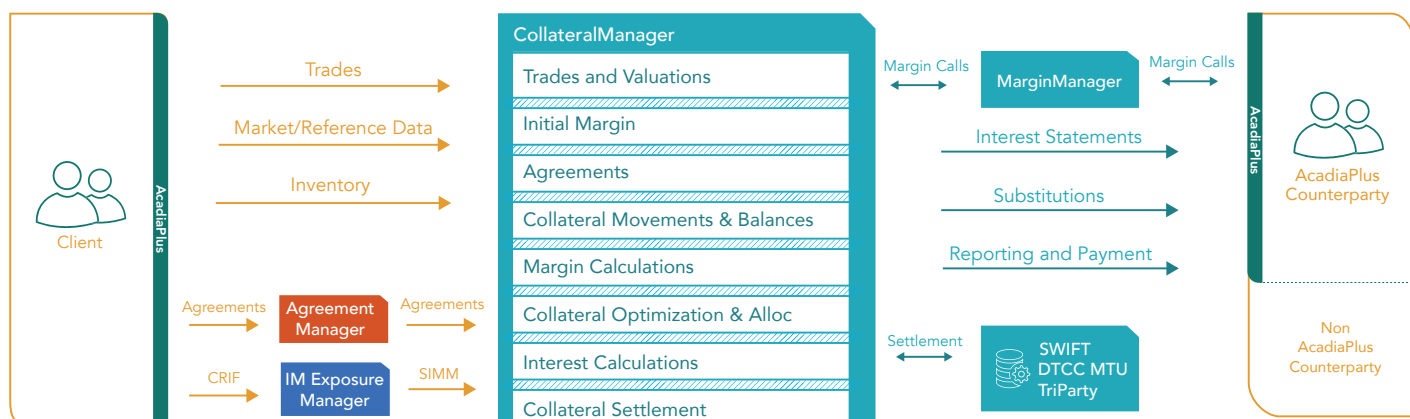 Client
AcadiaPlus
Trades
Market/Reference Data
Inventory
Agreements
Agreement
Manager
Agreements
CRIF
IM Exposure
Manager
SIMM
CollateralManager
Trades and Valuations
Initial Margin
Agreements
Collateral Movements & Balances
Margin Calculations
Collateral Optimization & Alloc
Interest Calculations
Collateral Settlement
Margin Calls
MarginManager
Margin Calls
Interest Statements
Substitutions
Reporting and Payment
Settlement
SWIFT
DTCC MTU
TriParty
AcadiaPlus
AcadiaPlus
Counterparty
Non
AcadiaPlus
Counterparty